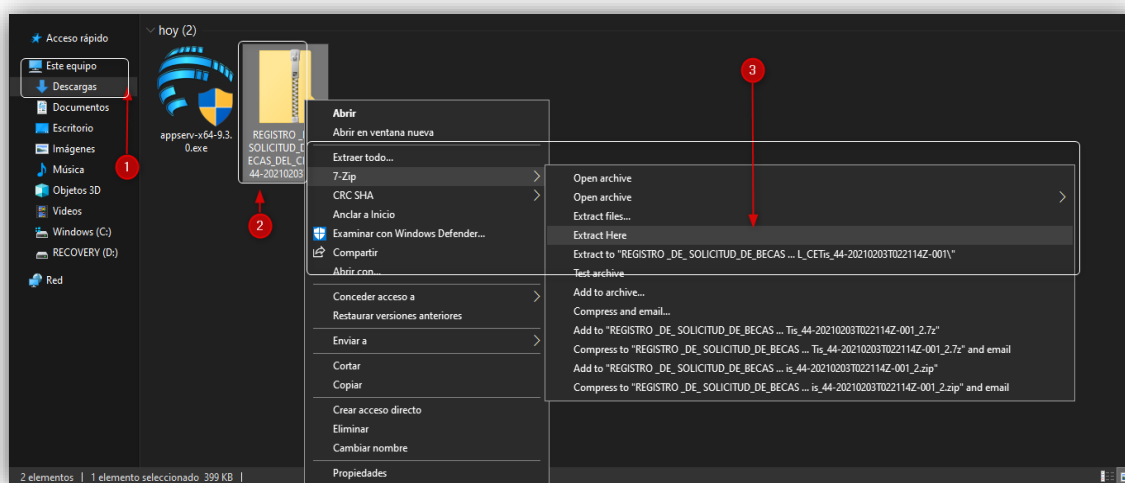 Acceso rápido
Este equipo
Descargas
Documentos
Escritorio
Imágenes
Música
Objetos 3D
Videos
Windows (C:)
RECOVERY (D:)
Red
1
hoy (2)
appserv-x64-9.3.
0.exe
REGISTRO _
SOLICITUD_D
ECAS_DEL_C
44-20210203
2
Abrir
Abrir en ventana nueva
Extraer todo...
7-Zip
CRC SHA
Anclar a Inicio
Examinar con Windows Defender...
Compartir
Abrir con...
Conceder acceso a
Restaurar versiones anteriores
Enviar a
Cortar
Copiar
Crear acceso directo
Eliminar
Cambiar nombre
Propiedades
3
Open archive
Open archive
Extract files...
Extract Here
Extract to "REGISTRO _DE_ SOLICITUD_DE_BECAS ... L_CETis_44-20210203T022114Z-001\"
Test archive
Add to archive...
Compress and email...
Add to "REGISTRO _DE_ SOLICITUD_DE_BECAS ... Tis_44-20210203T022114Z-001_2.7z"
Compress to "REGISTRO _DE_ SOLICITUD_DE_BECAS ... Tis_44-20210203T022114Z-001_2.7z" and email
Add to "REGISTRO _DE_ SOLICITUD_DE_BECAS ... is_44-20210203T022114Z-001_2.zip"
Compress to "REGISTRO _DE_ SOLICITUD_DE_BECAS ... is_44-20210203T022114Z-001_2.zip" and email
2 elementos | 1 elemento seleccionado 399 KB |